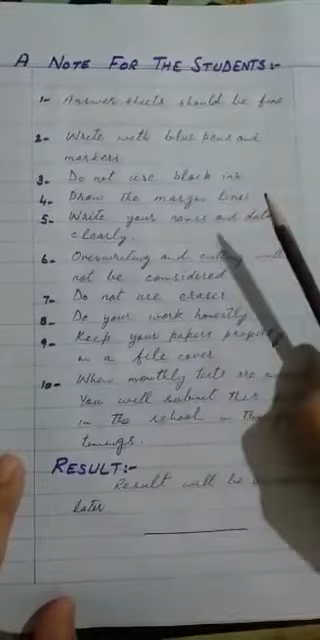 A NOTE FOR THE STUDENTS:-
1- Answer sheets should be fine
2- Write with blue pens and
markers
3- Do not use black ink
4- Draw the margin lines
5- Write your names and
clearly.
6- Overwriting and
not be considered
7- Do not use eraser
8- Do your work honestly
9- Keep your papers
in a file cover
10- When monthly tests are
You will submit this
in the school in
timings.
RESULT:-
Result will be
later